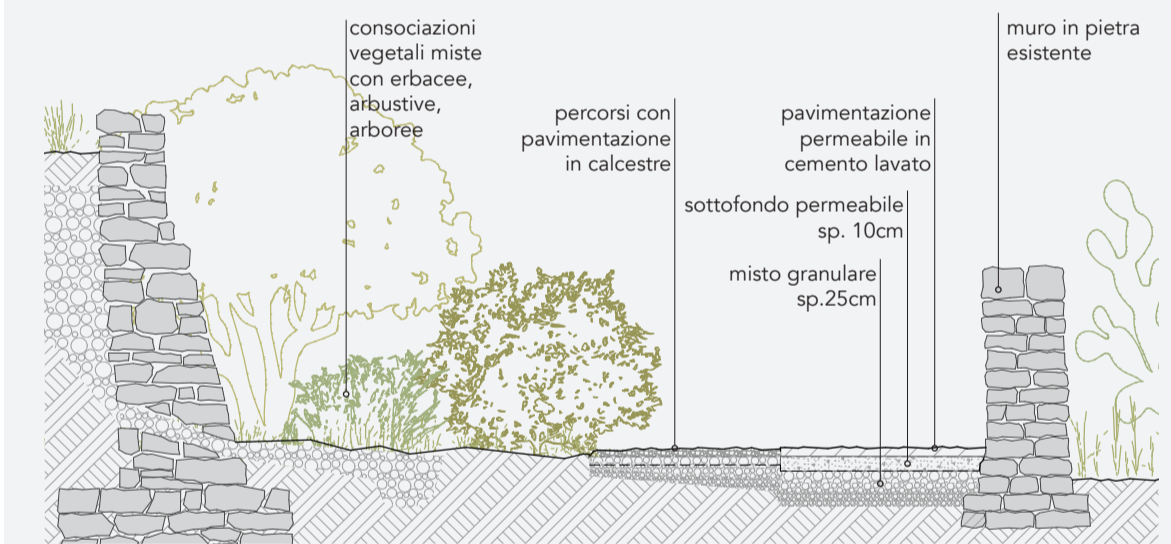 consociazioni
vegetali miste
con erbacee,
arbustive,
arboree
percorsi con
pavimentazione
in calcestre
pavimentazione
permeabile in
cemento lavato
sottofondo permeabile
sp. 10cm
misto granulare
sp.25cm
muro in pietra
esistente